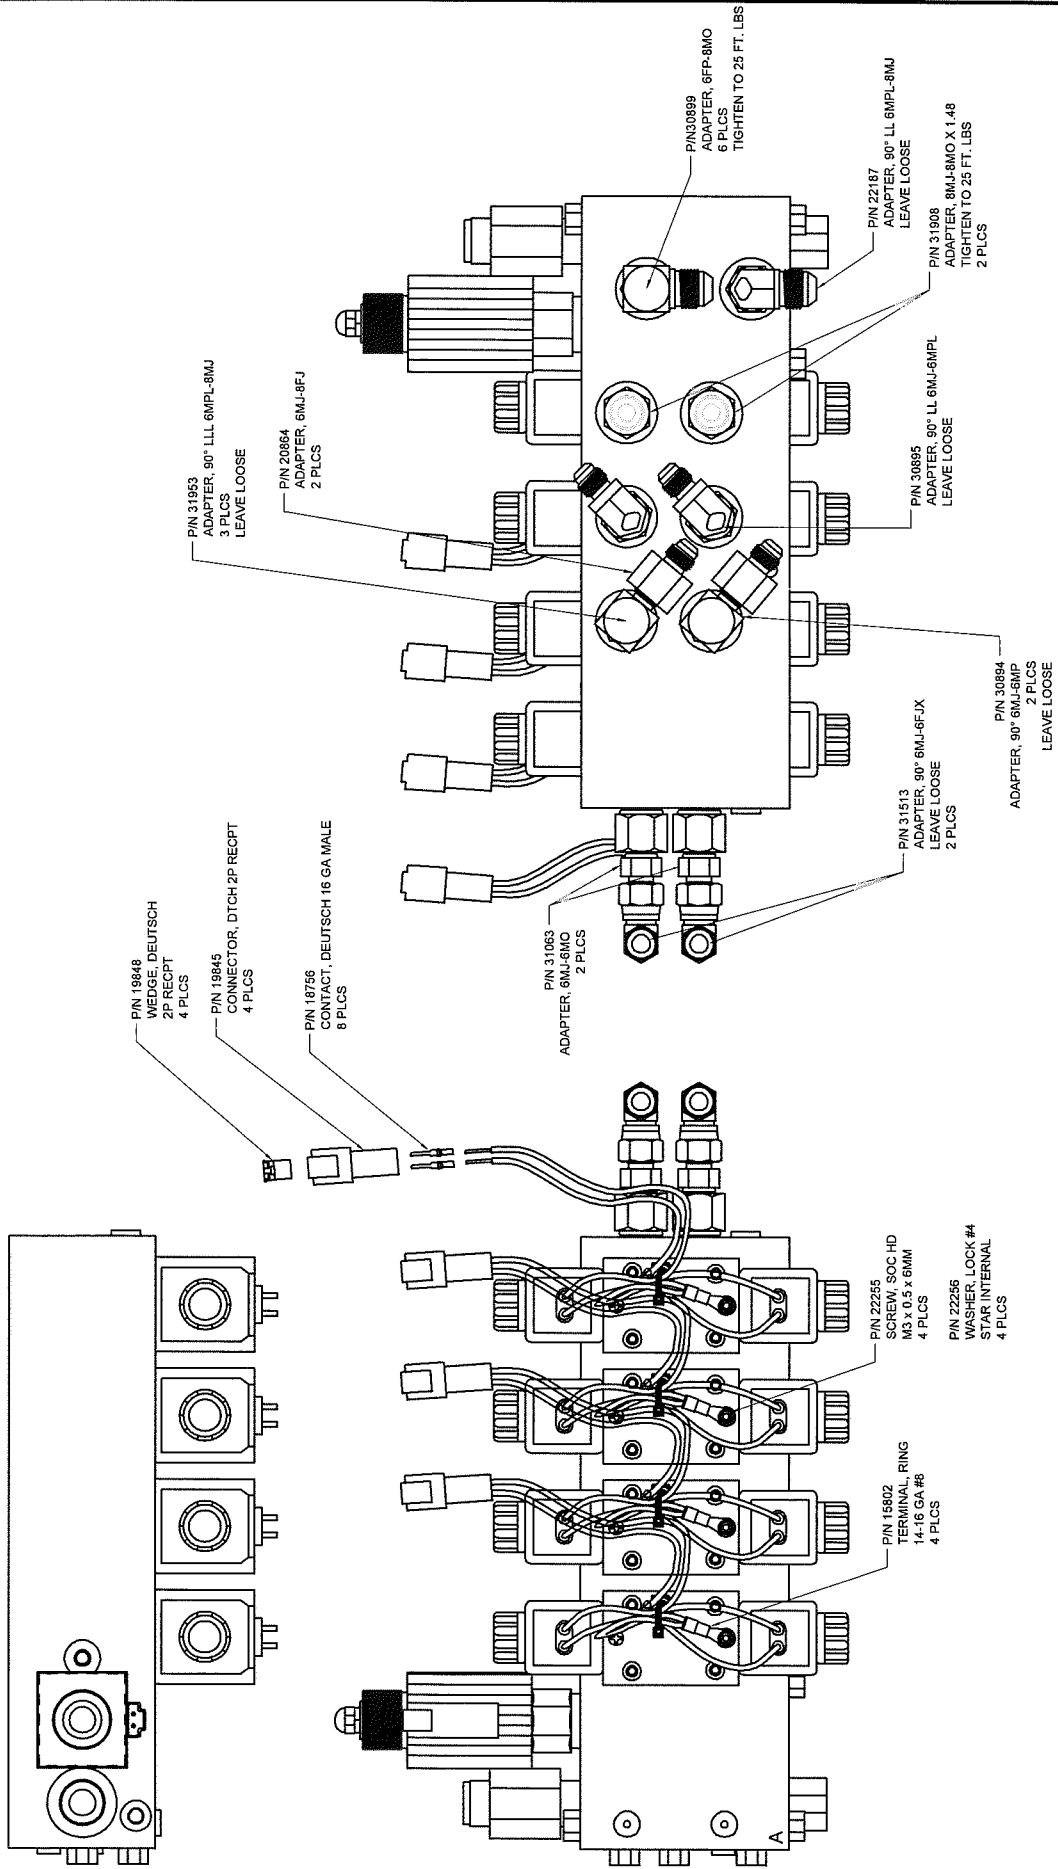 P/N 19848
WEDGE, DEUTSCH
2P RECPT
4 PLCS
P/N 19845
CONNECTOR, DTCH 2P RECPT
4 PLCS
P/N 18756
CONTACT, DEUTSCH 16 GA MALE
8 PLCS
P/N 31953
ADAPTER, 90° LLL 6MPL-8MJ
3 PLCS
LEAVE LOOSE
P/N 20864
ADAPTER, 6MJ-8FJ
2 PLCS
P/N30899
ADAPTER, 6FP-8MO
6 PLCS
TIGHTEN TO 25 FT. LBS
P/N 22187
ADAPTER, 90° LL 6MPL-8MJ
LEAVE LOOSE
P/N 31908
ADAPTER, 8MJ-8MO X 1.48
TIGHTEN TO 25 FT. LBS
2 PLCS
P/N 30895
ADAPTER, 90° LL 6MJ-6MPL
LEAVE LOOSE
P/N 30894
ADAPTER, 90° 6MJ-6MP
2 PLCS
LEAVE LOOSE
P/N 31513
ADAPTER, 90° 6MJ-6FJX
LEAVE LOOSE
2 PLCS
P/N 31063
ADAPTER, 6MJ-6MO
2 PLCS
P/N 22255
SCREW, SOC HD
M3 x 0.5 x 6MM
4 PLCS
P/N 22256
WASHER, LOCK #4
STAR INTERNAL
4 PLCS
P/N 15802
TERMINAL, RING
14-16 GA #8
4 PLCS
A